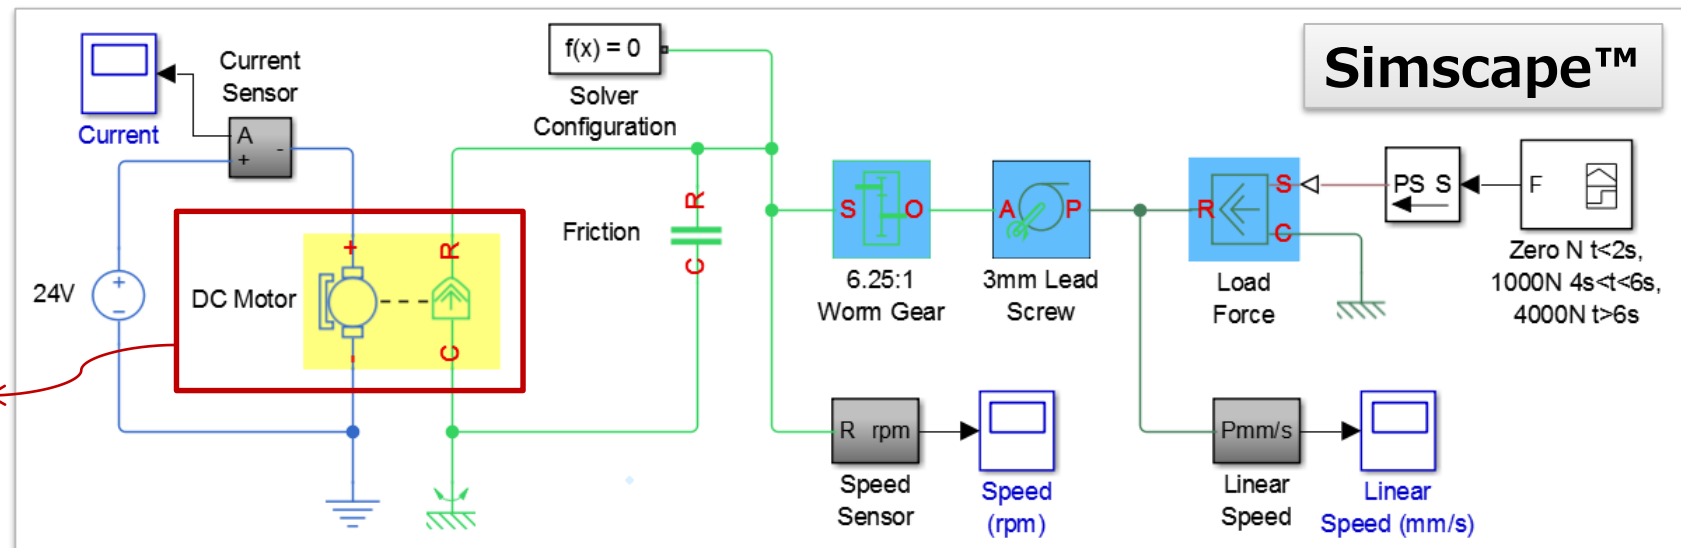 Simscape™
Current
Sensor
Current
A
+
-
f(x) = 0
Solver
Configuration
24V
+
−
DC Motor
+
-
R
C
Friction
R
C
S
O
6.25:1
Worm Gear
A
P
3mm Lead
Screw
R
S
C
Load
Force
PS S
F
Zero N t<2s,
1000N 4s<t<6s,
4000N t>6s
R rpm
Speed
Sensor
Speed
(rpm)
Pmm/s
Linear
Speed
Linear
Speed (mm/s)